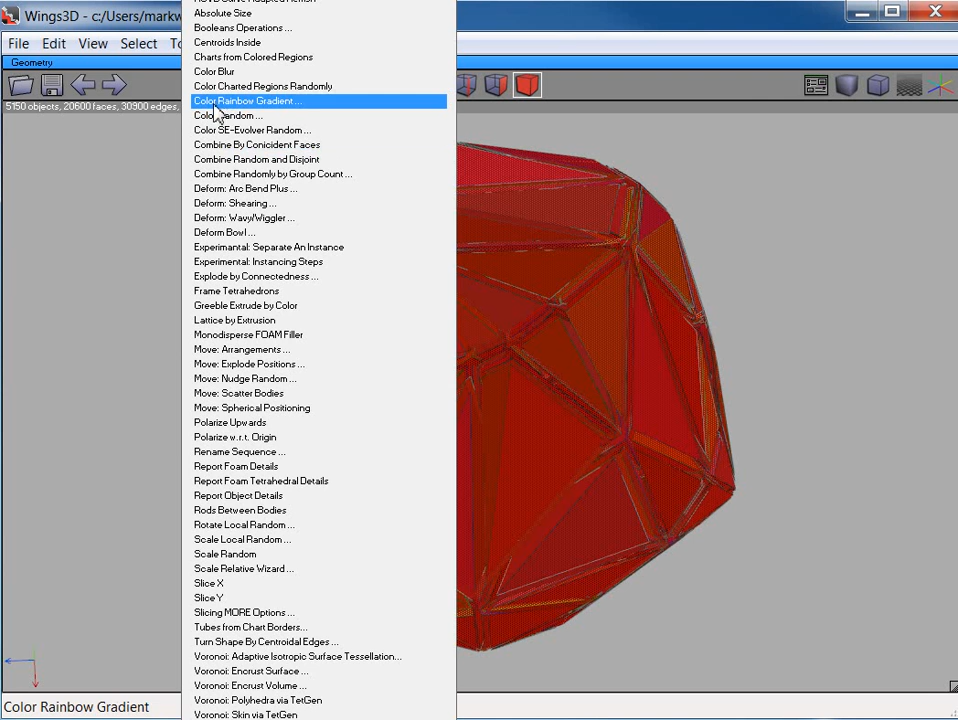 Wings3D - c:/Users/markw
File Edit View Select To
Geometry
5150 objects, 20600 faces, 30900 edges,
Absolute Size
Booleans Operations ...
Centroids Inside
Charts from Colored Regions
Color Blur
Color Charted Regions Randomly
Color Rainbow Gradient ...
Color Random ...
Color SE-Evolver Random ...
Combine By Conicident Faces
Combine Random and Disjoint
Combine Randomly by Group Count ...
Deform: Arc Bend Plus ...
Deform: Shearing ...
Deform: Wavy/Wiggler ...
Deform Bowl ...
Experimantal: Separate An Instance
Experimental: Instancing Steps
Explode by Connectedness ...
Frame Tetrahedrons
Greeble Extrude by Color
Lattice by Extrusion
Monodisperse FOAM Filler
Move: Arrangements ...
Move: Explode Positions ...
Move: Nudge Random ...
Move: Scatter Bodies
Move: Spherical Positioning
Polarize Upwards
Polarize w.r.t. Origin
Rename Sequence ...
Report Foam Details
Report Foam Tetrahedral Details
Report Object Details
Rods Between Bodies
Rotate Local Random ...
Scale Local Random ...
Scale Random
Scale Relative Wizard ...
Slice X
Slice Y
Slicing MORE Options ...
Tubes from Chart Borders...
Turn Shape By Centroidal Edges ...
Voronoi: Adaptive Isotropic Surface Tessellation...
Voronoi: Encrust Surface ...
Voronoi: Encrust Volume ...
Voronoi: Polyhedra via TetGen
Voronoi: Skin via TetGen
Color Rainbow Gradient